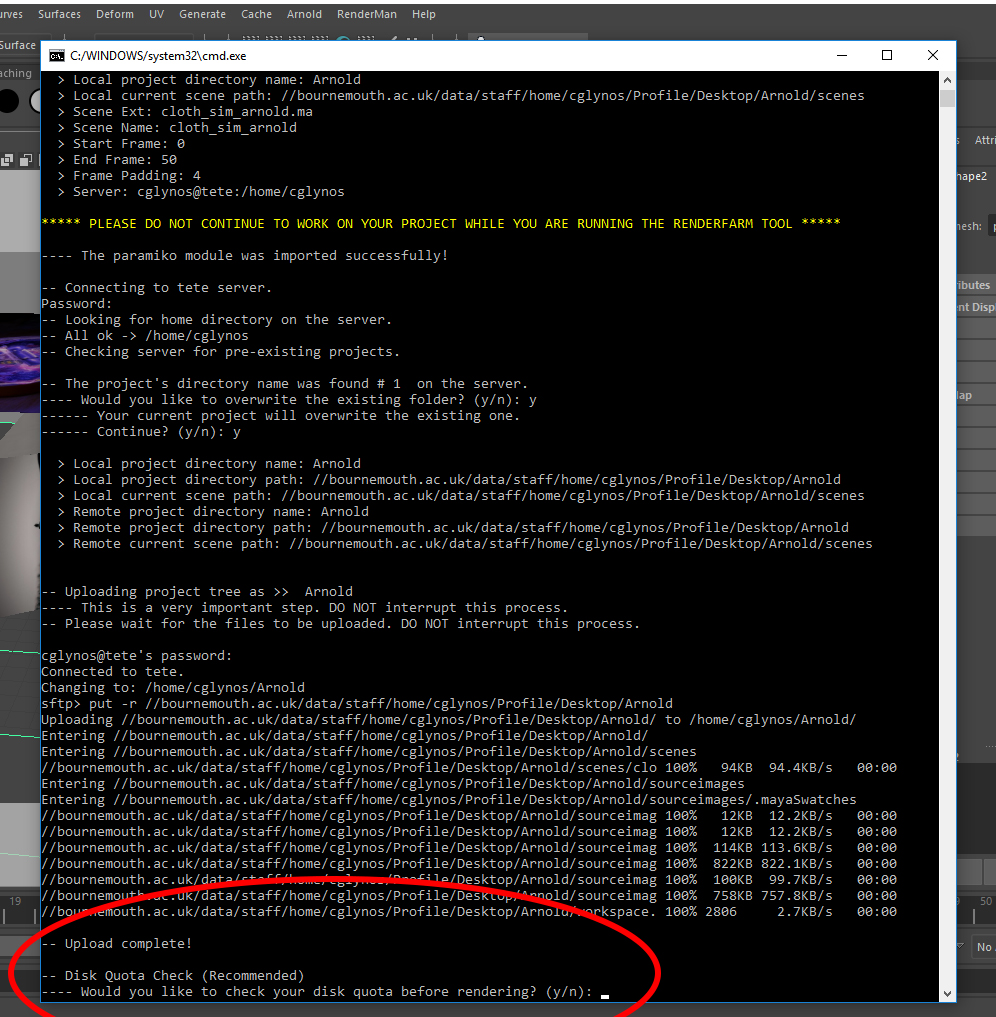 urves Surfaces Deform UV Generate Cache Arnold RenderMan Help
Surface
C:/WINDOWS/system32\cmd.exe
aching
> Local project directory name: Arnold
> Local current scene path: //bournemouth.ac.uk/data/staff/home/cglynos/Profile/Desktop/Arnold/scenes
> Scene Ext: cloth_sim_arnold.ma
> Scene Name: cloth_sim_arnold
> Start Frame: 0
> End Frame: 50
> Frame Padding: 4
> Server: cglynos@tete:/home/cglynos
s Attri
hape2
***** PLEASE DO NOT CONTINUE TO WORK ON YOUR PROJECT WHILE YOU ARE RUNNING THE RENDERFARM TOOL *****
nesh: p
---- The paramiko module was imported successfully!
-- Connecting to tete server.
ibutes
Password:
ent Disp
-- Looking for home directory on the server.
-- All ok -> /home/cglynos
-- Checking server for pre-existing projects.
-- The project's directory name was found # 1  on the server.
---- Would you like to overwrite the existing folder? (y/n): y
lap
------ Your current project will overwrite the existing one.
------ Continue? (y/n): y
> Local project directory name: Arnold
> Local project directory path: //bournemouth.ac.uk/data/staff/home/cglynos/Profile/Desktop/Arnold
> Local current scene path: //bournemouth.ac.uk/data/staff/home/cglynos/Profile/Desktop/Arnold/scenes
> Remote project directory name: Arnold
> Remote project directory path: //bournemouth.ac.uk/data/staff/home/cglynos/Profile/Desktop/Arnold
> Remote current scene path: //bournemouth.ac.uk/data/staff/home/cglynos/Profile/Desktop/Arnold/scenes
-- Uploading project tree as >>  Arnold
---- This is a very important step. DO NOT interrupt this process.
-- Please wait for the files to be uploaded. DO NOT interrupt this process.
cglynos@tete's password:
Connected to tete.
Changing to: /home/cglynos/Arnold
sftp> put -r //bournemouth.ac.uk/data/staff/home/cglynos/Profile/Desktop/Arnold
Uploading //bournemouth.ac.uk/data/staff/home/cglynos/Profile/Desktop/Arnold/ to /home/cglynos/Arnold/
Entering //bournemouth.ac.uk/data/staff/home/cglynos/Profile/Desktop/Arnold/
Entering //bournemouth.ac.uk/data/staff/home/cglynos/Profile/Desktop/Arnold/scenes
//bournemouth.ac.uk/data/staff/home/cglynos/Profile/Desktop/Arnold/scenes/clo 100%   94KB  94.4KB/s   00:00
Entering //bournemouth.ac.uk/data/staff/home/cglynos/Profile/Desktop/Arnold/sourceimages
Entering //bournemouth.ac.uk/data/staff/home/cglynos/Profile/Desktop/Arnold/sourceimages/.mayaSwatches
//bournemouth.ac.uk/data/staff/home/cglynos/Profile/Desktop/Arnold/sourceimag 100%   12KB  12.2KB/s   00:00
//bournemouth.ac.uk/data/staff/home/cglynos/Profile/Desktop/Arnold/sourceimag 100%   12KB  12.2KB/s   00:00
//bournemouth.ac.uk/data/staff/home/cglynos/Profile/Desktop/Arnold/sourceimag 100%  114KB 113.6KB/s   00:00
//bournemouth.ac.uk/data/staff/home/cglynos/Profile/Desktop/Arnold/sourceimag 100%  822KB 822.1KB/s   00:00
//bournemouth.ac.uk/data/staff/home/cglynos/Profile/Desktop/Arnold/sourceimag 100%  100KB  99.7KB/s   00:00
//bournemouth.ac.uk/data/staff/home/cglynos/Profile/Desktop/Arnold/sourceimag 100%  758KB 757.8KB/s   00:00
19
50
//bournemouth.ac.uk/data/staff/home/cglynos/Profile/Desktop/Arnold/workspace. 100% 2806     2.7KB/s   00:00
-- Upload complete!
No
-- Disk Quota Check (Recommended)
---- Would you like to check your disk quota before rendering? (y/n):